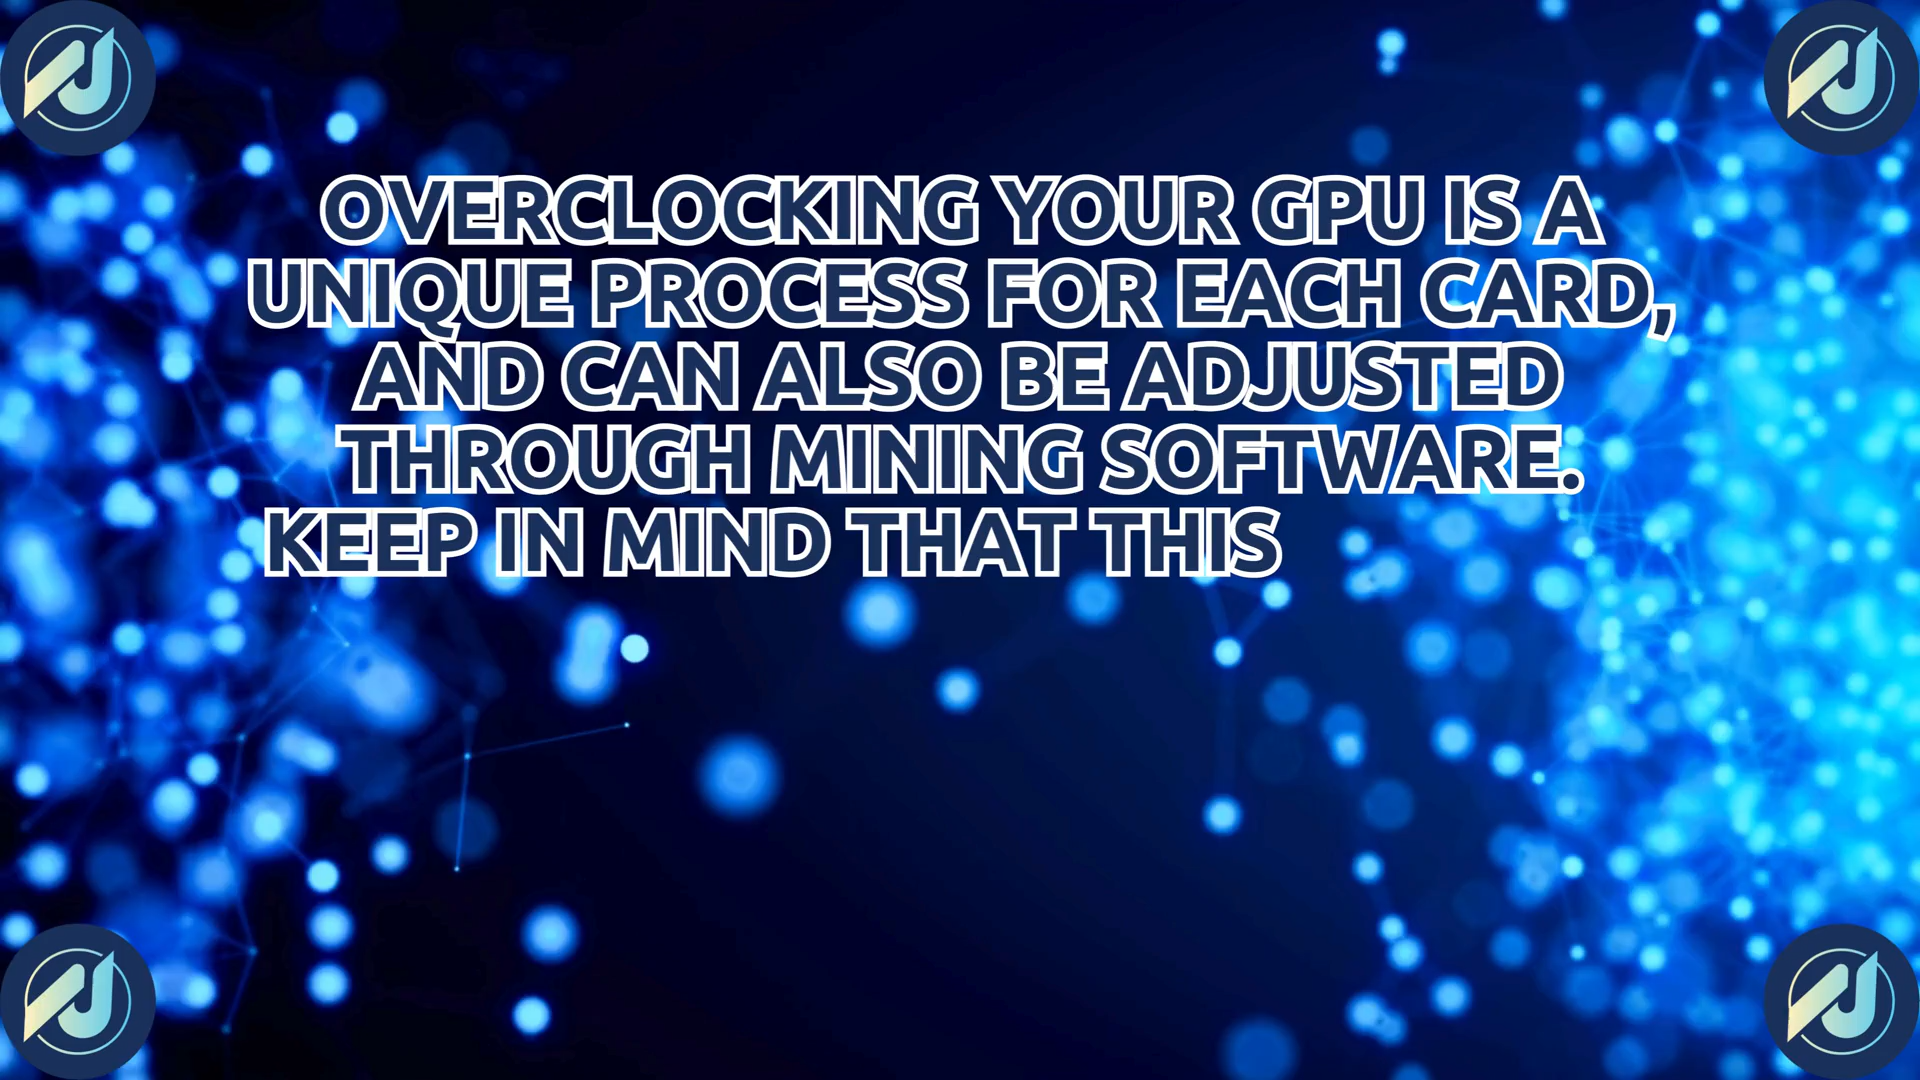 OVERCLOCKING YOUR GPU IS A
UNIQUE PROCESS FOR EACH CARD,
AND CAN ALSO BE ADJUSTED
THROUGH MINING SOFTWARE.
KEEP IN MIND THAT THIS